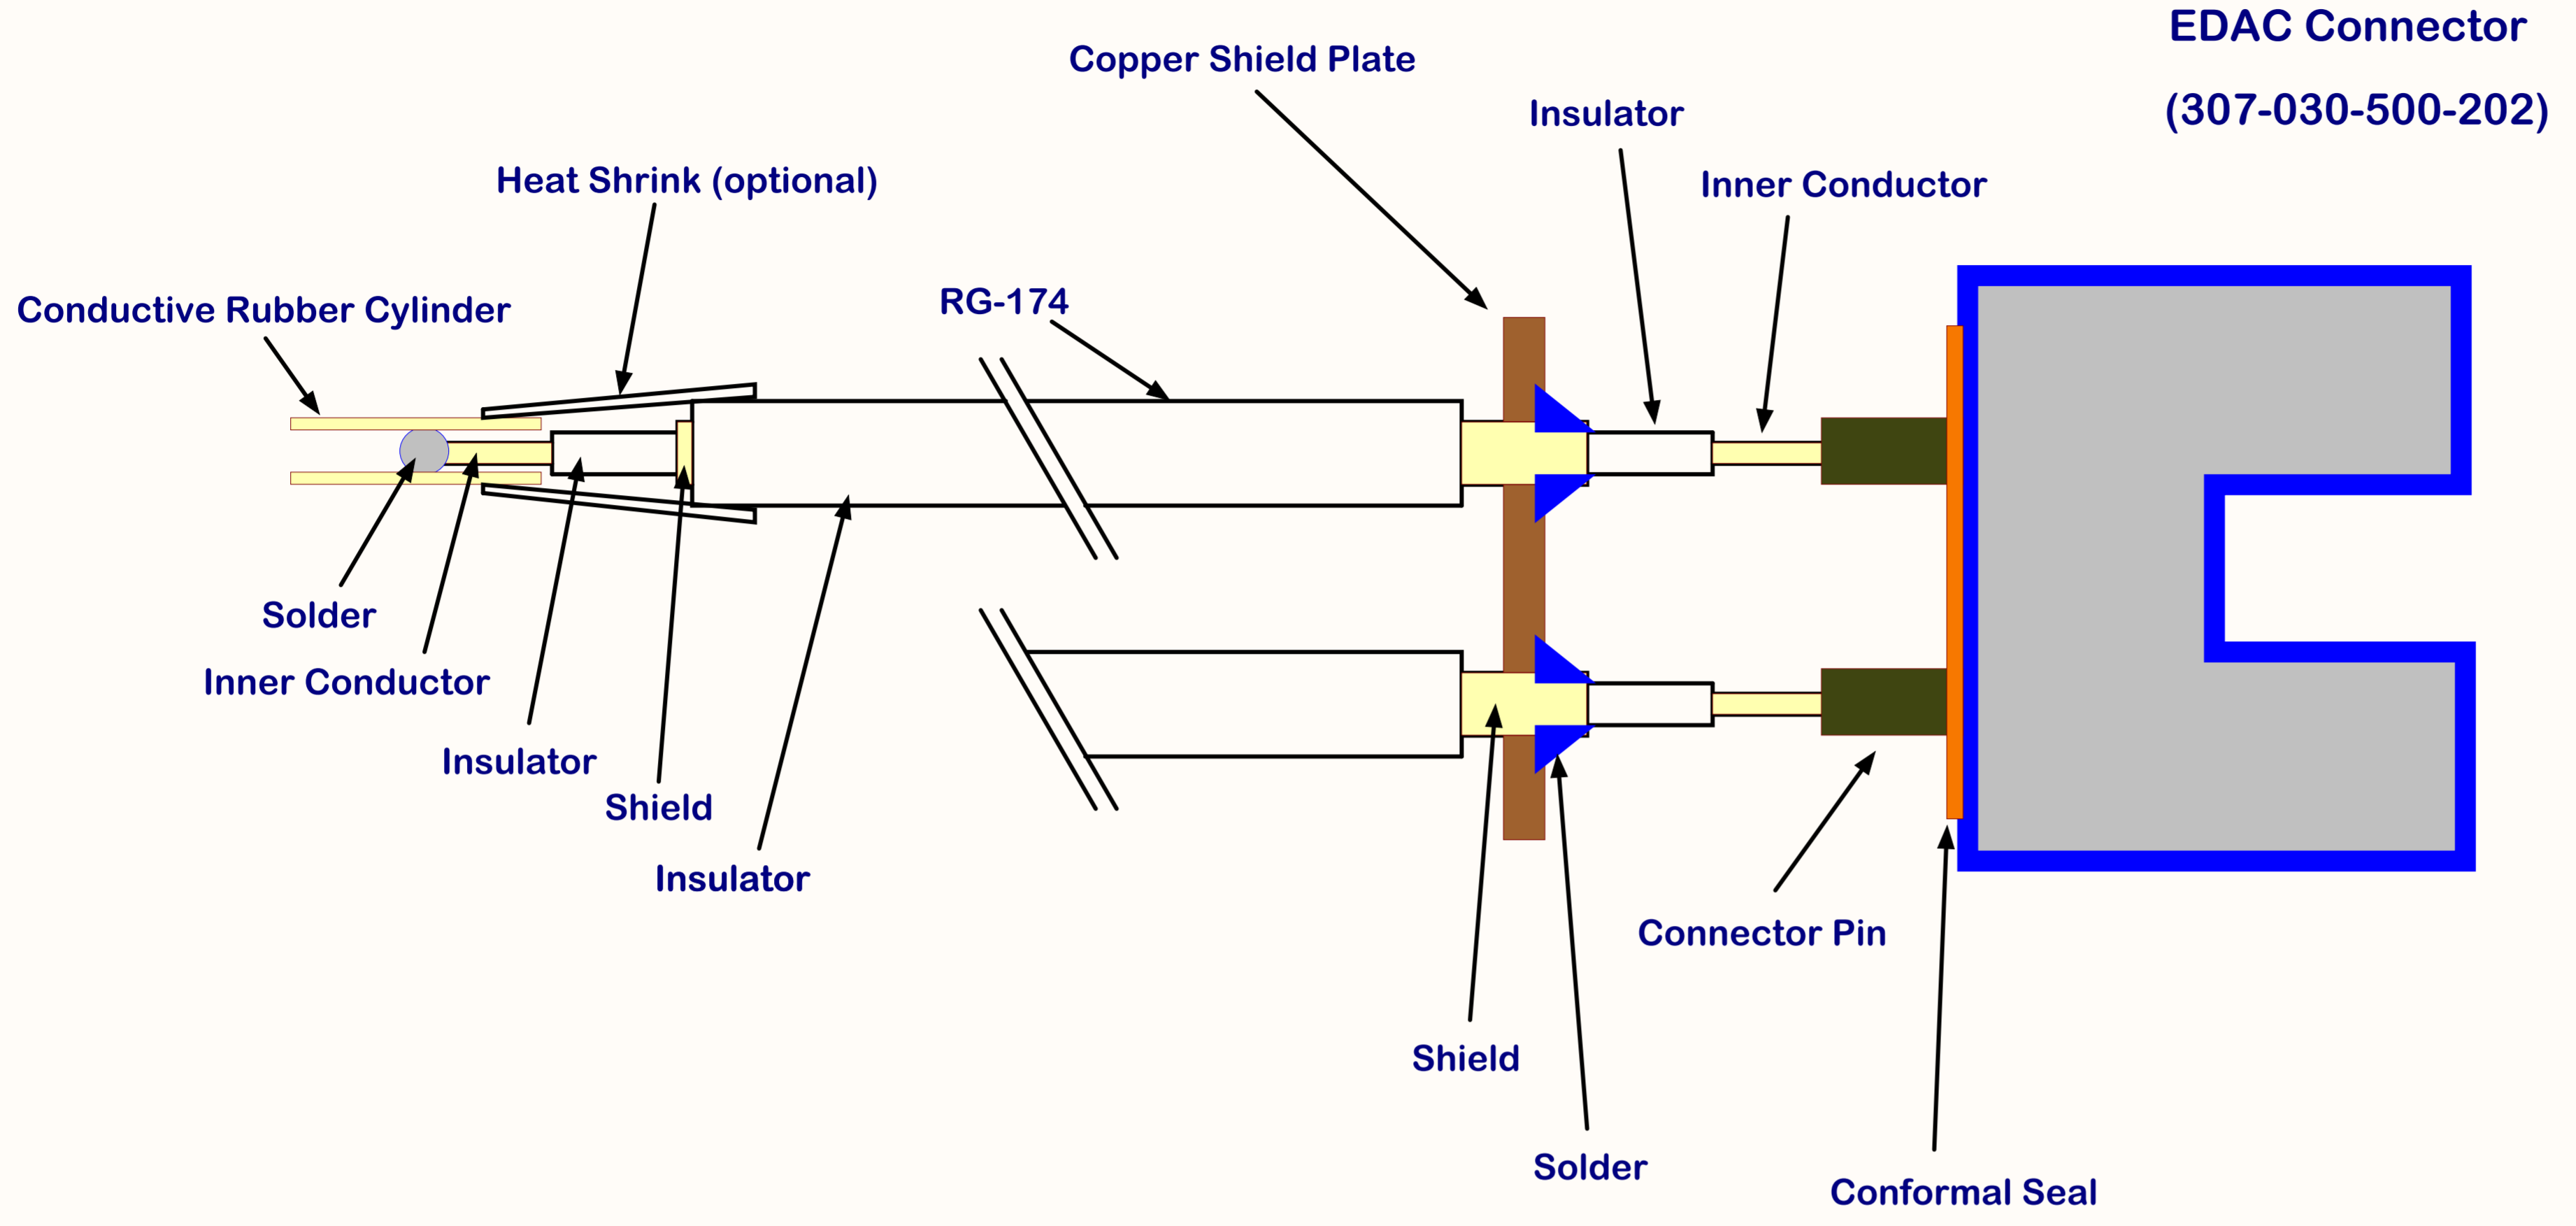 EDAC Connector
(307-030-500-202)
Copper Shield Plate
Insulator
Inner Conductor
Heat Shrink (optional)
RG-174
Conductive Rubber Cylinder
Solder
Inner Conductor
Insulator
Shield
Insulator
Connector Pin
Shield
Solder
Conformal Seal